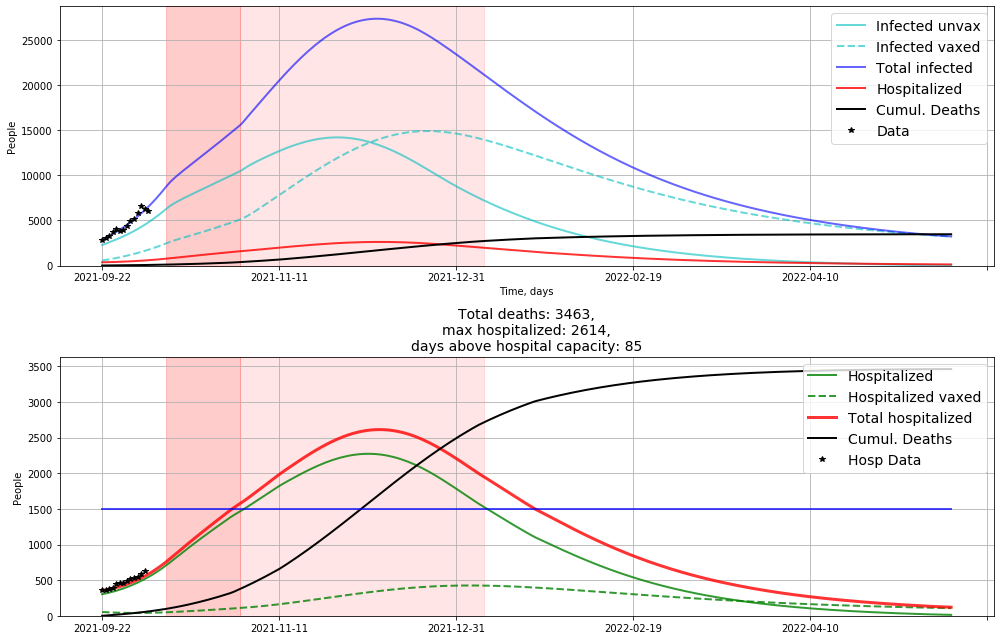 25000
20000
15000
10000
5000
0
People
Infected unvax
Infected vaxed
Total infected
Hospitalized
Cumul. Deaths
Data
2021-09-22
2021-11-11
2021-12-31
2022-02-19
2022-04-10
Time, days
Total deaths: 3463,
max hospitalized: 2614,
days above hospital capacity: 85
3500
3000
2500
2000
1500
1000
500
0
People
Hospitalized
Hospitalized vaxed
Total hospitalized
Cumul. Deaths
Hosp Data
2021-09-22
2021-11-11
2021-12-31
2022-02-19
2022-04-10